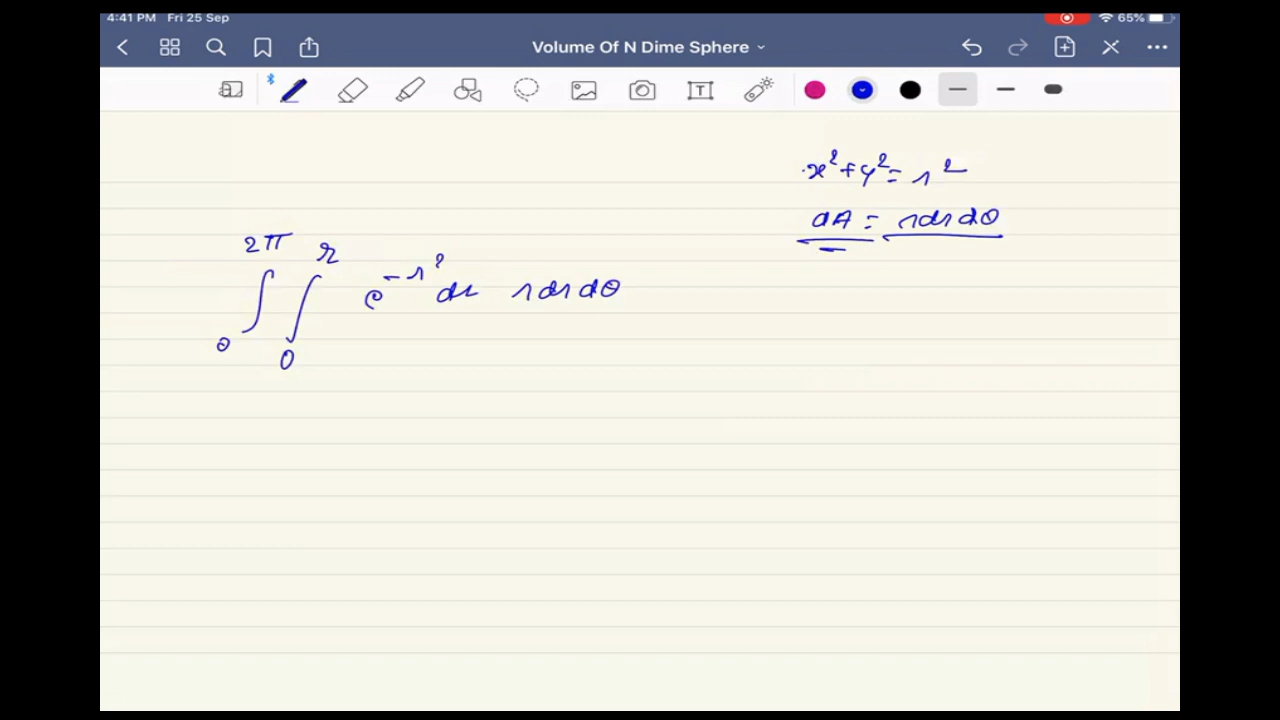 4:41 PM Fri 25 Sep 65%
Volume Of N Dime Sphere
T
x² + y² = r²
dA = r dr dθ
∫₀^2π ∫₀^r e^-r² dr r dr dθ